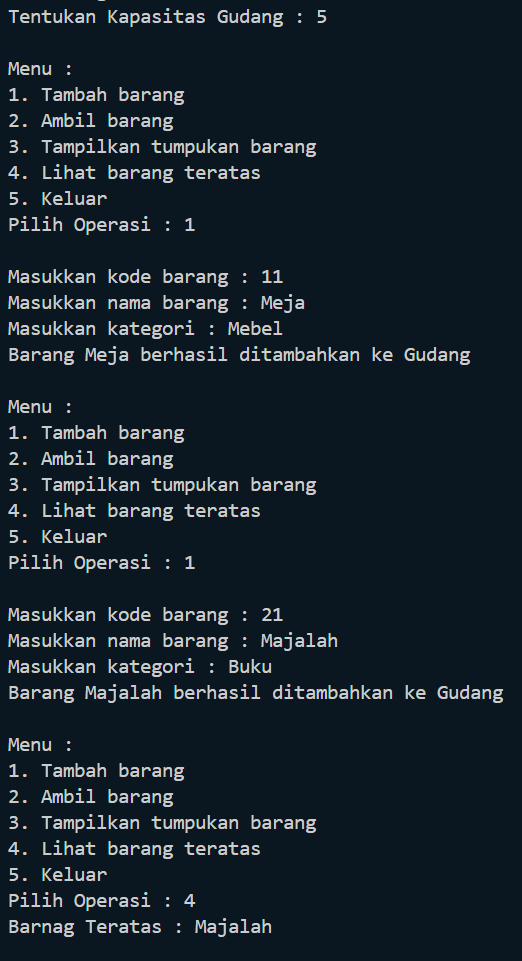 Tentukan Kapasitas Gudang : 5
Menu :
1. Tambah barang
2. Ambil barang
3. Tampilkan tumpukan barang
4. Lihat barang teratas
5. Keluar
Pilih Operasi : 1
Masukkan kode barang : 11
Masukkan nama barang : Meja
Masukkan kategori : Mebel
Barang Meja berhasil ditambahkan ke Gudang
Menu :
1. Tambah barang
2. Ambil barang
3. Tampilkan tumpukan barang
4. Lihat barang teratas
5. Keluar
Pilih Operasi : 1
Masukkan kode barang : 21
Masukkan nama barang : Majalah
Masukkan kategori : Buku
Barang Majalah berhasil ditambahkan ke Gudang
Menu :
1. Tambah barang
2. Ambil barang
3. Tampilkan tumpukan barang
4. Lihat barang teratas
5. Keluar
Pilih Operasi : 4
Barnag Teratas : Majalah